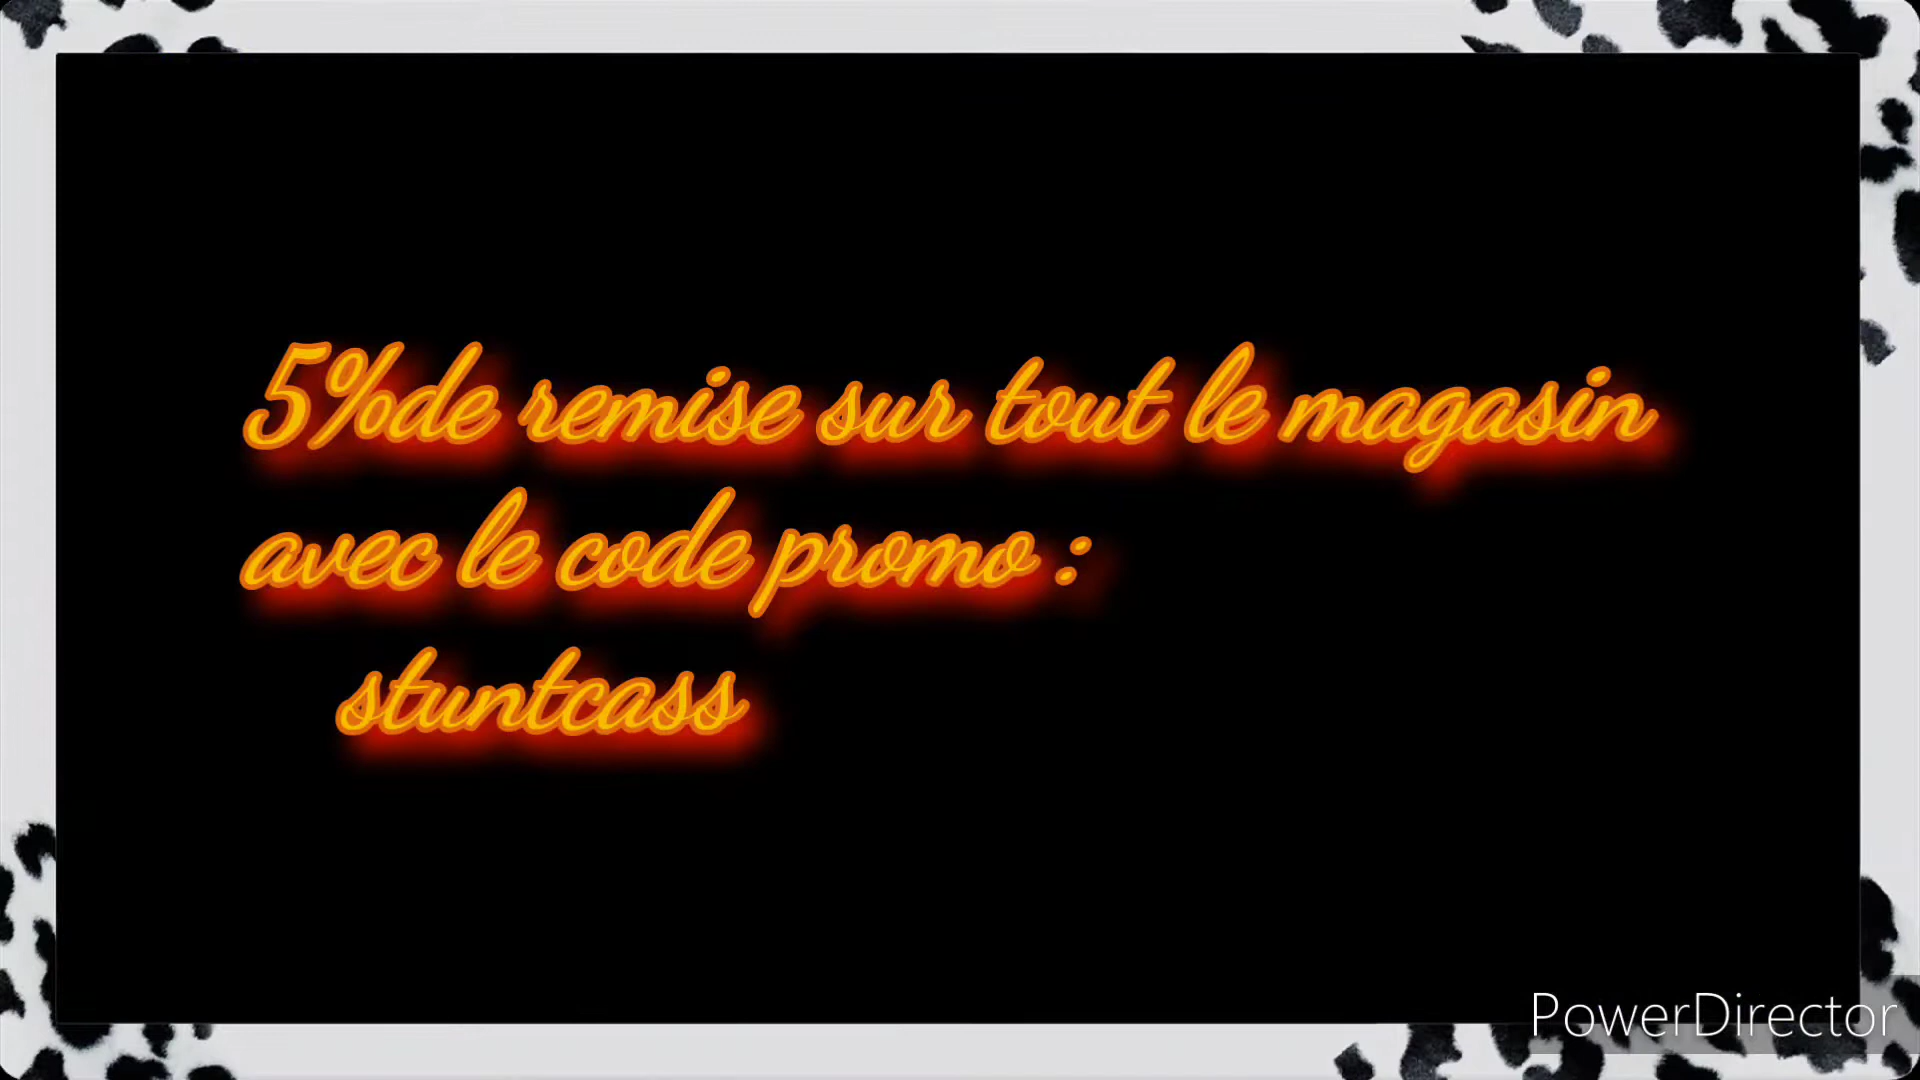 5%de remise sur tout le magasin
avec le code promo :
stuntcass
PowerDirector